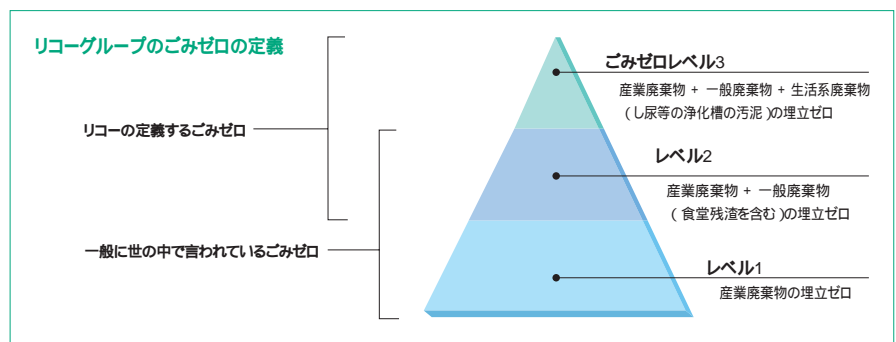 リコーグループのごみゼロの定義
リコーの定義するごみゼロ
一般に世の中で言われているごみゼロ
ごみゼロレベル3
産業廃棄物 + 一般廃棄物 + 生活系廃棄物
(し尿等の浄化槽の汚泥)の埋立ゼロ
レベル2
産業廃棄物 + 一般廃棄物
(食堂残渣を含む)の埋立ゼロ
レベル1
産業廃棄物の埋立ゼロ